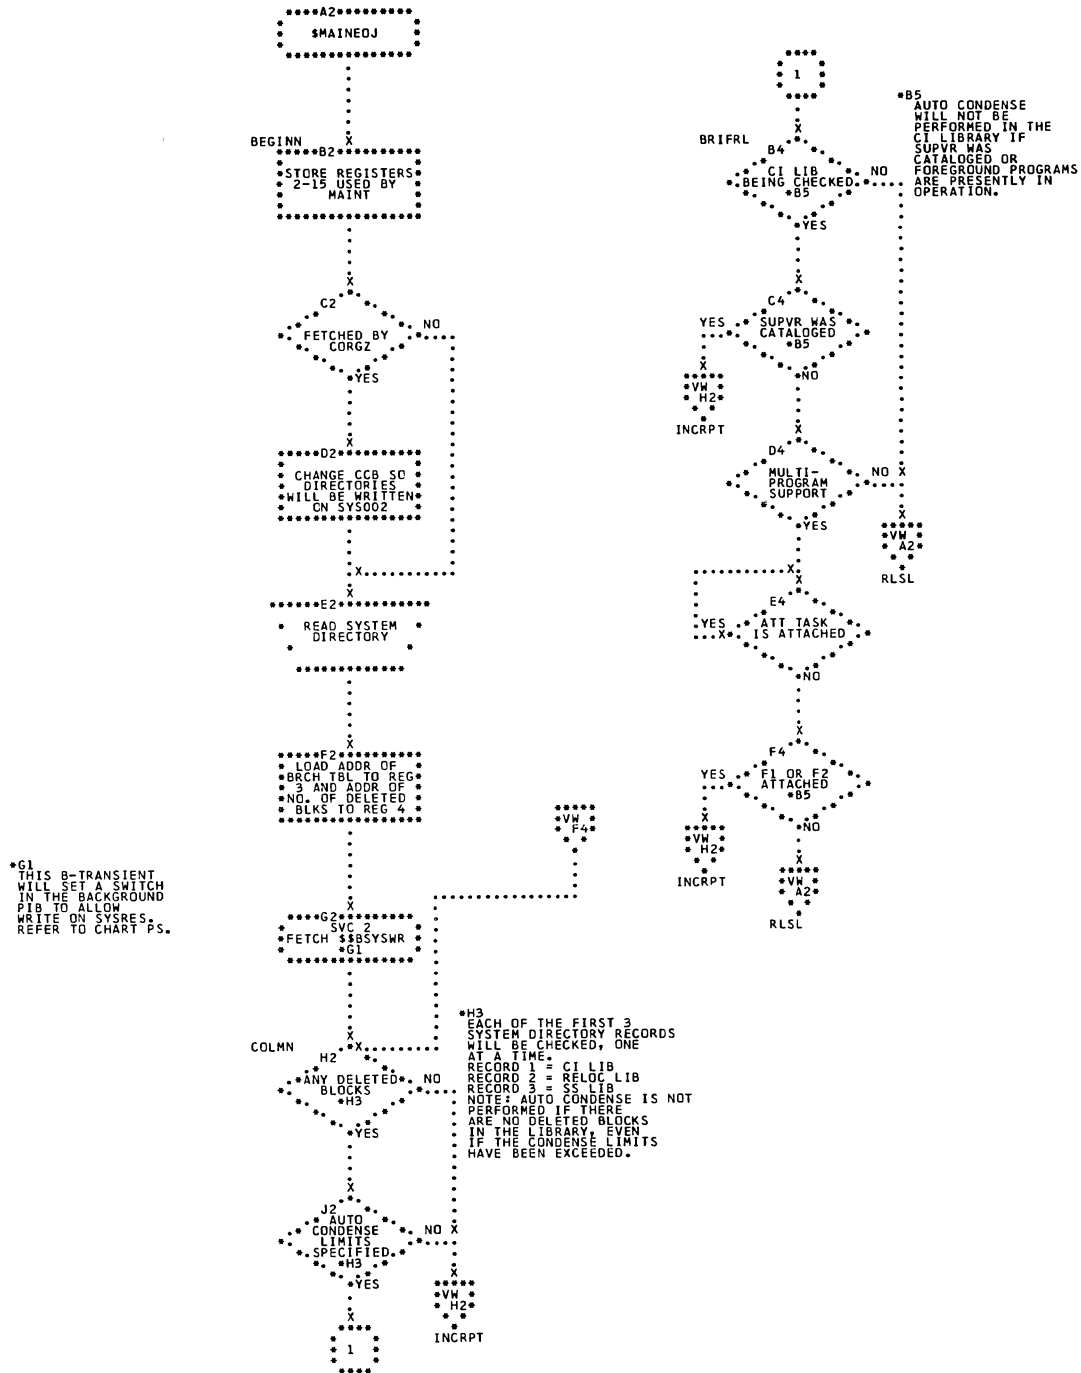 A2
$MAINEOJ
BEGINN
B2
STORE REGISTERS
2-15 USED BY
MAINT
C2
FETCHED BY
CORGZ
NO
YES
D2
CHANGE CCB SO
DIRECTORIES
WILL BE WRITTEN
ON SYS002
E2
READ SYSTEM
DIRECTORY
F2
LOAD ADDR OF
BRCH TBL TO REG
3 AND ADDR OF
NO. OF DELETED
BLKS TO REG 4
VW
F4
*G1
THIS B-TRANSIENT
WILL SET A SWITCH
IN THE BACKGROUND
PIB TO ALLOW
WRITE ON SYSRES.
REFER TO CHART PS.
G2
SVC 2
FETCH $$BSYSWR
*G1
COLMN
H2
ANY DELETED
BLOCKS
*H3
NO
YES
*H3
EACH OF THE FIRST 3
SYSTEM DIRECTORY RECORDS
WILL BE CHECKED, ONE
AT A TIME.
RECORD 1 = CI LIB
RECORD 2 = RELOC LIB
RECORD 3 = SS LIB
NOTE: AUTO CONDENSE IS NOT
PERFORMED IF THERE
ARE NO DELETED BLOCKS
IN THE LIBRARY, EVEN
IF THE CONDENSE LIMITS
HAVE BEEN EXCEEDED.
J2
AUTO
CONDENSE
LIMITS
SPECIFIED
*H3
NO
YES
VW
H2
INCRPT
1
1
BRIFRL
B4
CI LIB
BEING CHECKED
*B5
NO
YES
*B5
AUTO CONDENSE
WILL NOT BE
PERFORMED IN THE
CI LIBRARY IF
SUPVR WAS
CATALOGED OR
FOREGROUND PROGRAMS
ARE PRESENTLY IN
OPERATION.
C4
SUPVR WAS
CATALOGED
*B5
YES
NO
VW
H2
INCRPT
D4
MULTI-
PROGRAM
SUPPORT
NO
YES
VW
A2
RLSL
E4
ATT TASK
IS ATTACHED
YES
NO
F4
F1 OR F2
ATTACHED
*B5
YES
NO
VW
H2
INCRPT
VW
A2
RLSL